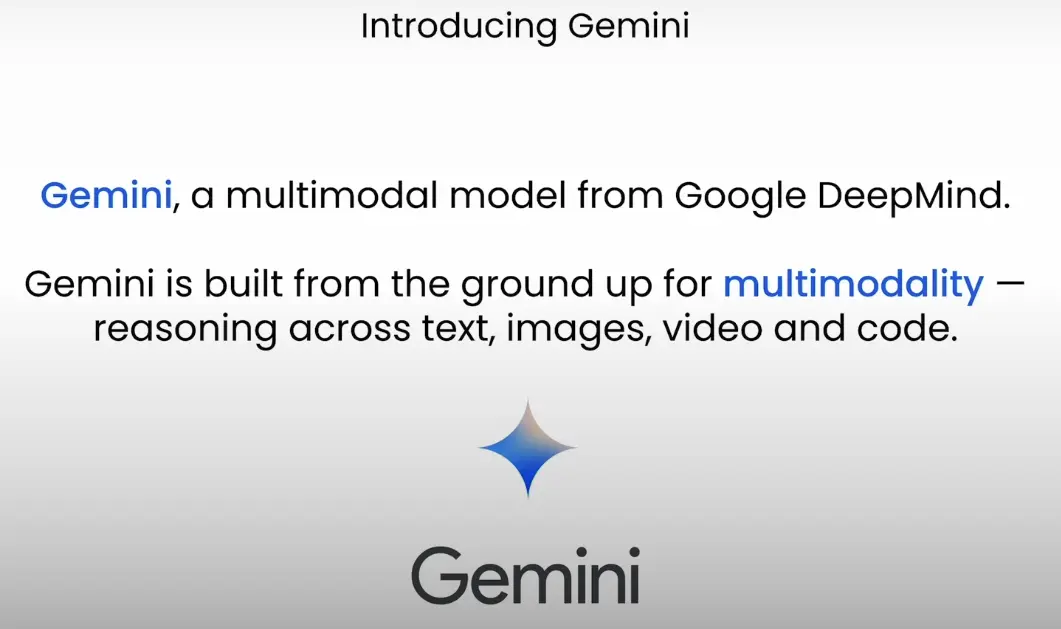 Introducing Gemini
Gemini, a multimodal model from Google DeepMind.
Gemini is built from the ground up for multimodality —
reasoning across text, images, video and code.
Gemini